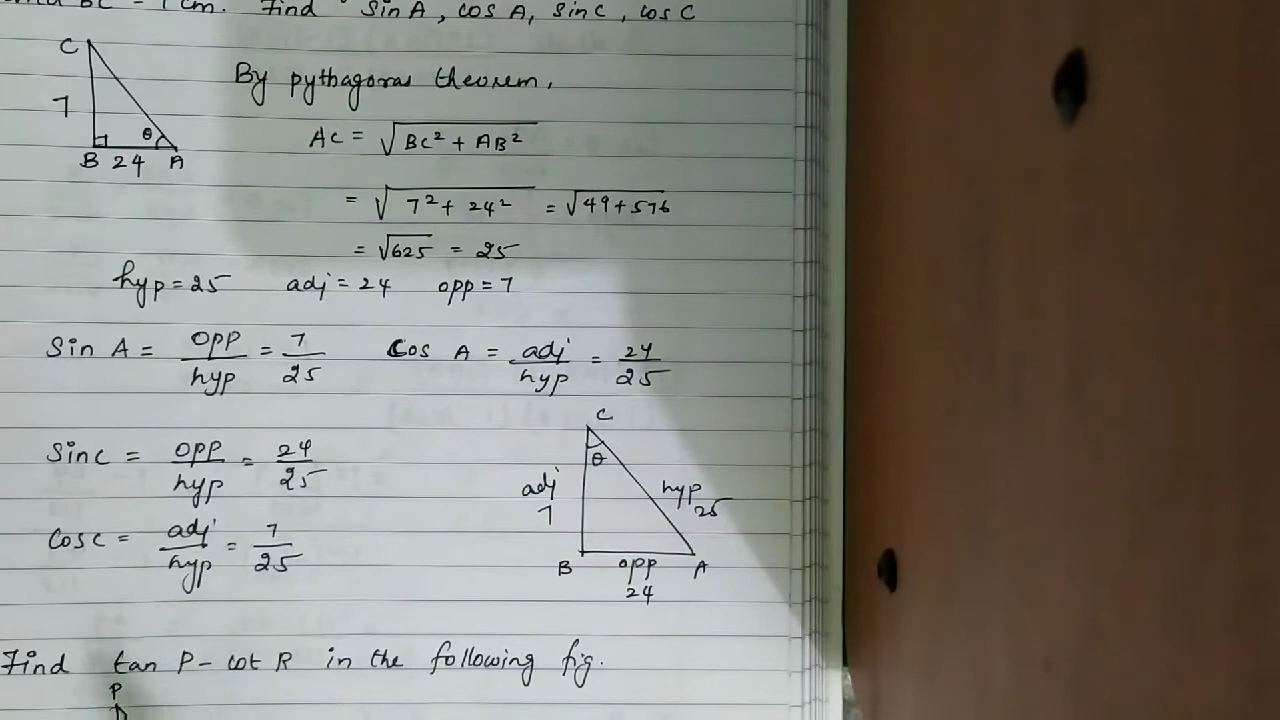 BC = 7 cm. Find Sin A, cos A, sin C, cos C
C
7
θ
B 24 A
By pythagoras theorem,
AC = √BC² + AB²
= √7² + 24² = √49+576
= √625 = 25
hyp = 25 adj = 24 opp = 7
Sin A = opp/hyp = 7/25 Cos A = adj/hyp = 24/25
C
θ
Sin C = opp/hyp = 24/25
adj
7
hyp
25
Cos C = adj/hyp = 7/25
B opp A
24
Find tan P - cot R in the following fig.
P